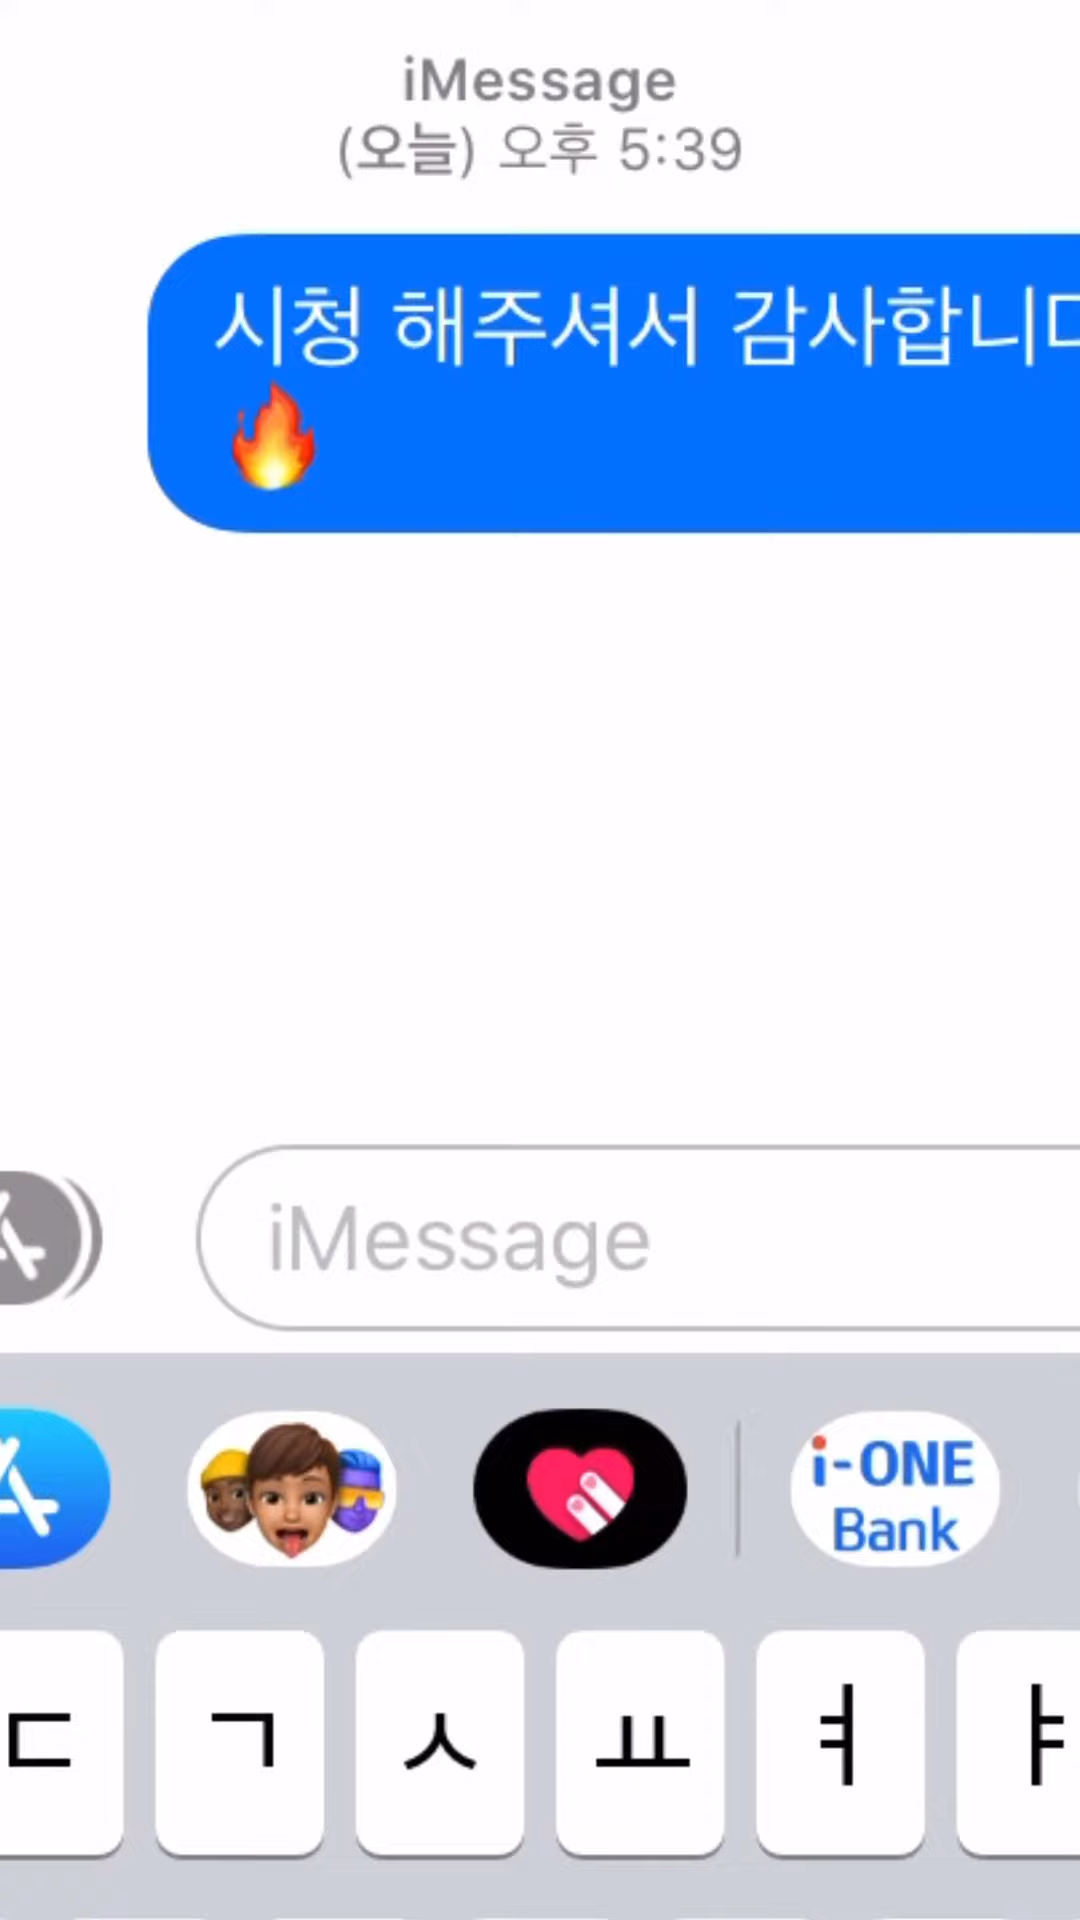 iMessage
(오늘) 오후 5:39
시청 해주셔서 감사합니다
🔥
iMessage
i-ONE
Bank
ㄷ ㄱ ㅅ ㅛ ㅕ ㅑ